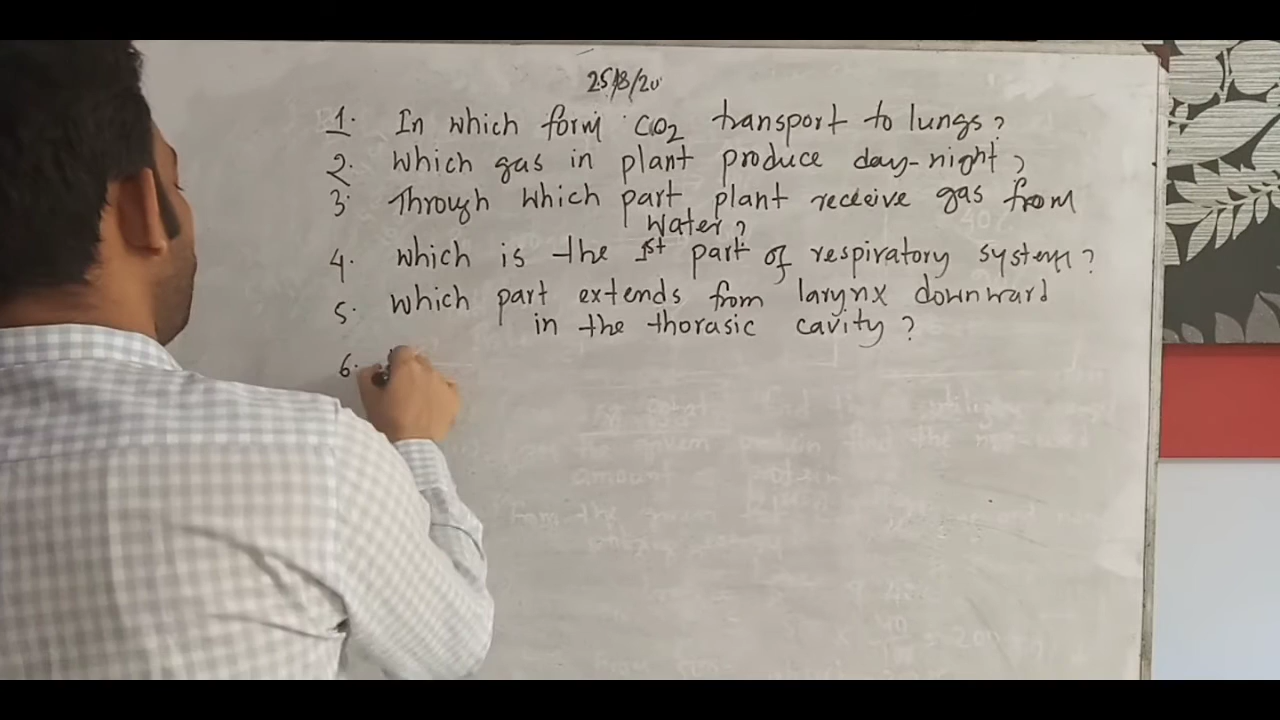 25/8/20
1. In which form CO2 transport to lungs?
2. Which gas in plant produce day-night?
3. Through which part plant receive gas from
water?
4. which is the 1st part of respiratory system?
5. which part extends from larynx downward
in the thorasic cavity?
6.